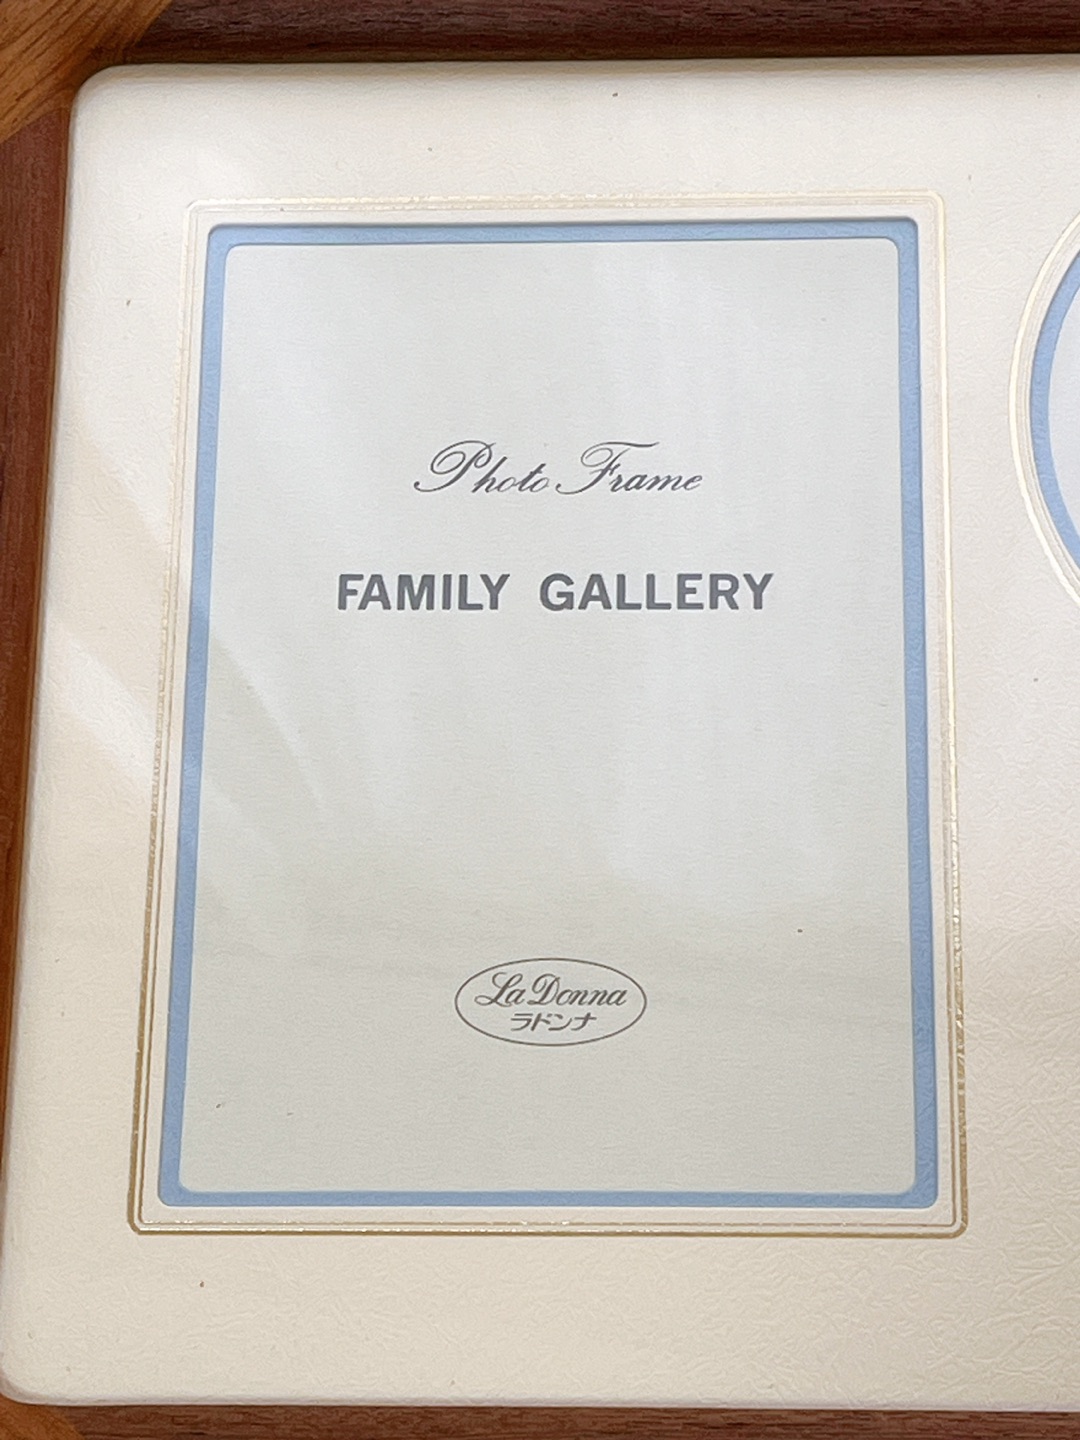 Photo Frame
FAMILY GALLERY
La Donna
ラドンナ